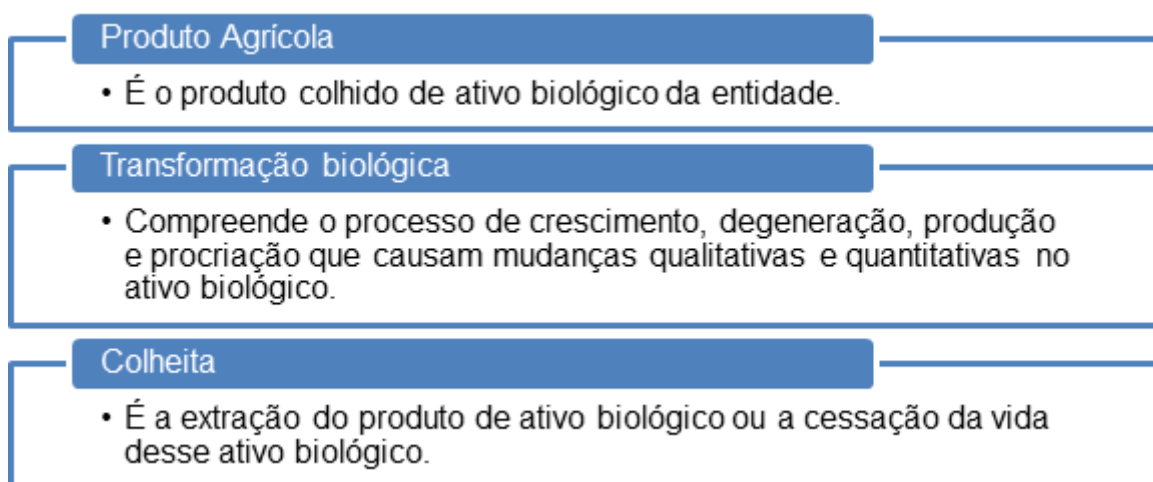 Produto Agrícola
• É o produto colhido de ativo biológico da entidade.
Transformação biológica
• Compreende o processo de crescimento, degeneração, produção
e procriação que causam mudanças qualitativas e quantitativas no
ativo biológico.
Colheita
• É a extração do produto de ativo biológico ou a cessação da vida
desse ativo biológico.